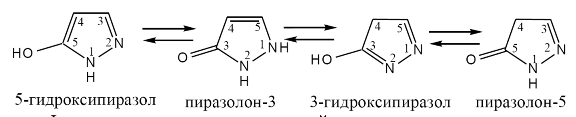 4 3
HO 5 1 2 N
N
H
4 5
O 3 2 1 NH
N
H
4 5
HO 3 2 1 N
N
4 3
O 5 1 2 N
N
H
5-гидроксипиразол пиразолон-3 3-гидроксипиразол пиразолон-5